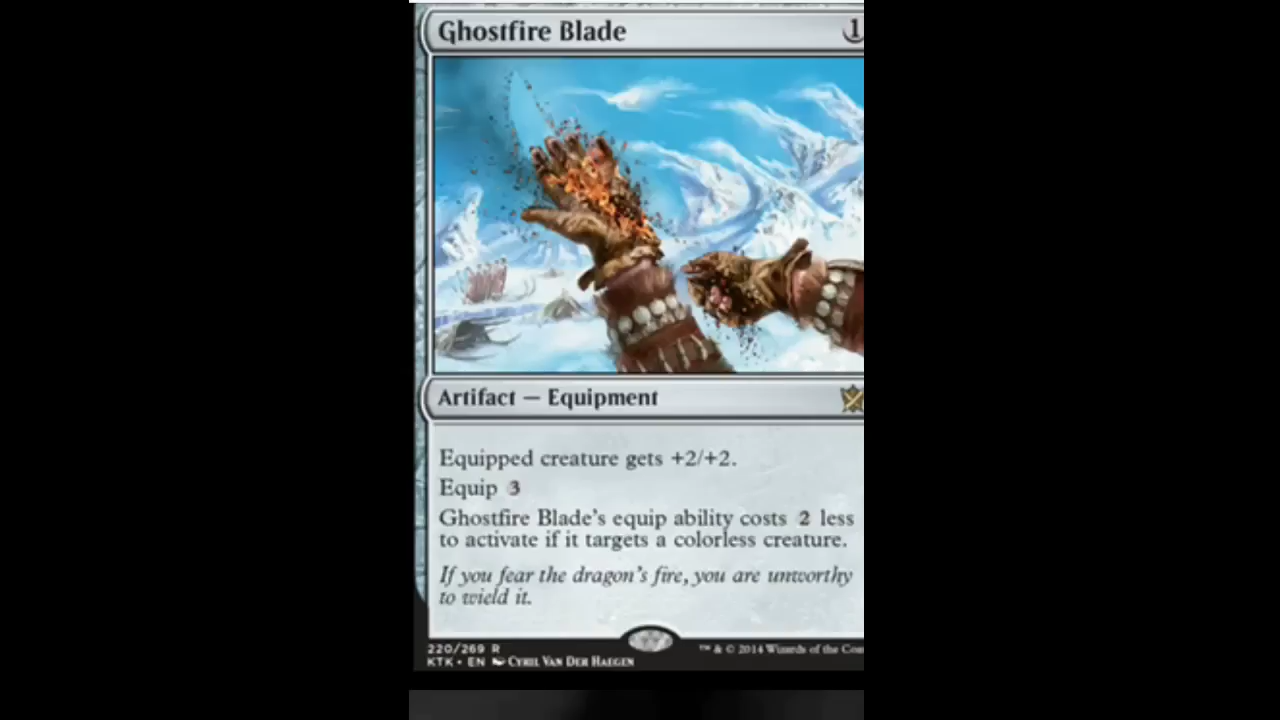 Ghostfire Blade 1
Artifact — Equipment
Equipped creature gets +2/+2.
Equip 3
Ghostfire Blade's equip ability costs 2 less
to activate if it targets a colorless creature.
If you fear the dragon's fire, you are unworthy
to wield it.
220/269 R
™ & © 2014 Wizards of the
KTK • EN Cyril Van Der Haegen